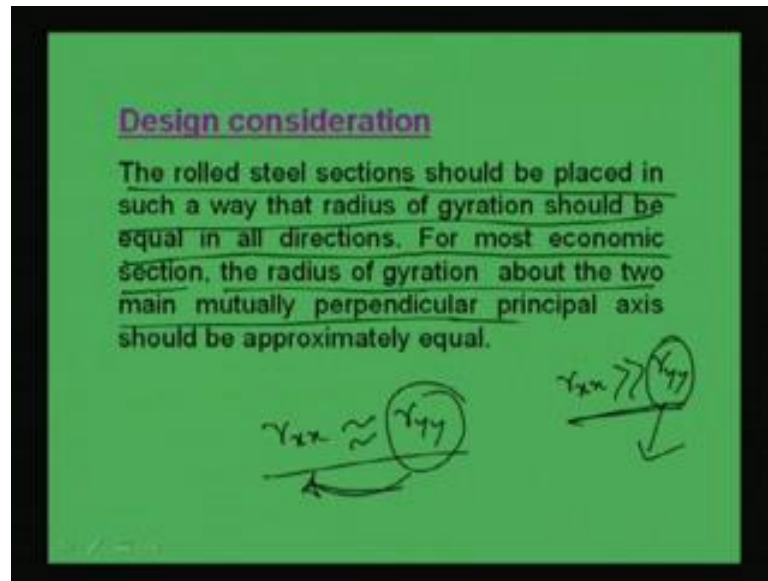 Design consideration
The rolled steel sections should be placed in
such a way that radius of gyration should be
equal in all directions. For most economic
section, the radius of gyration about the two
main mutually perpendicular principal axis
should be approximately equal.
rxx >> ryy
rxx ≈ ryy